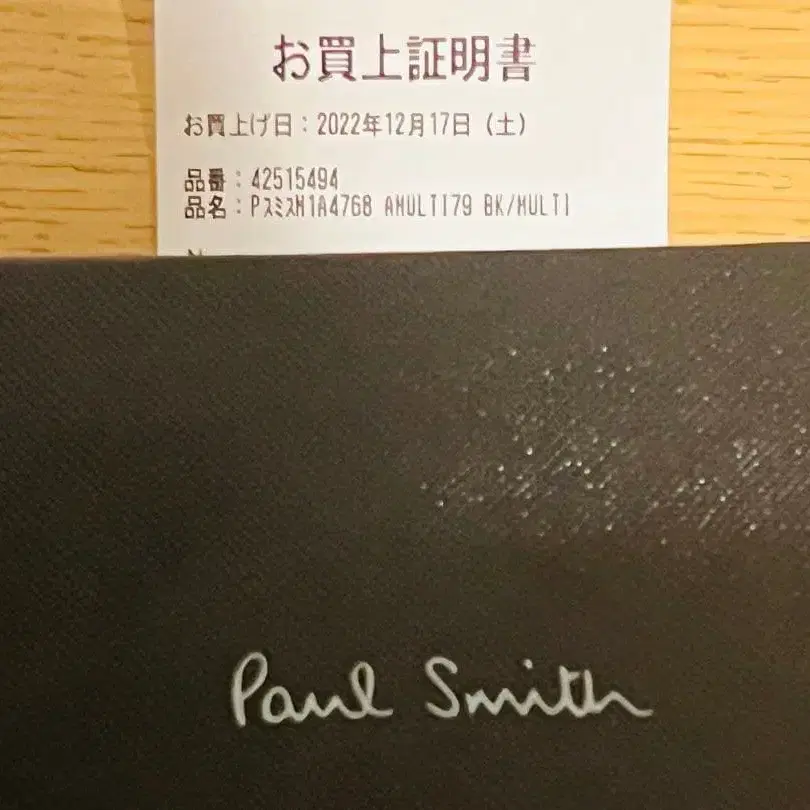 お買上証明書
お買上げ日：2022年12月17日（土）
品番：42515494
品名：PｽﾐｽM1A4768 AMULTI79 BK/MULTI
Paul Smith